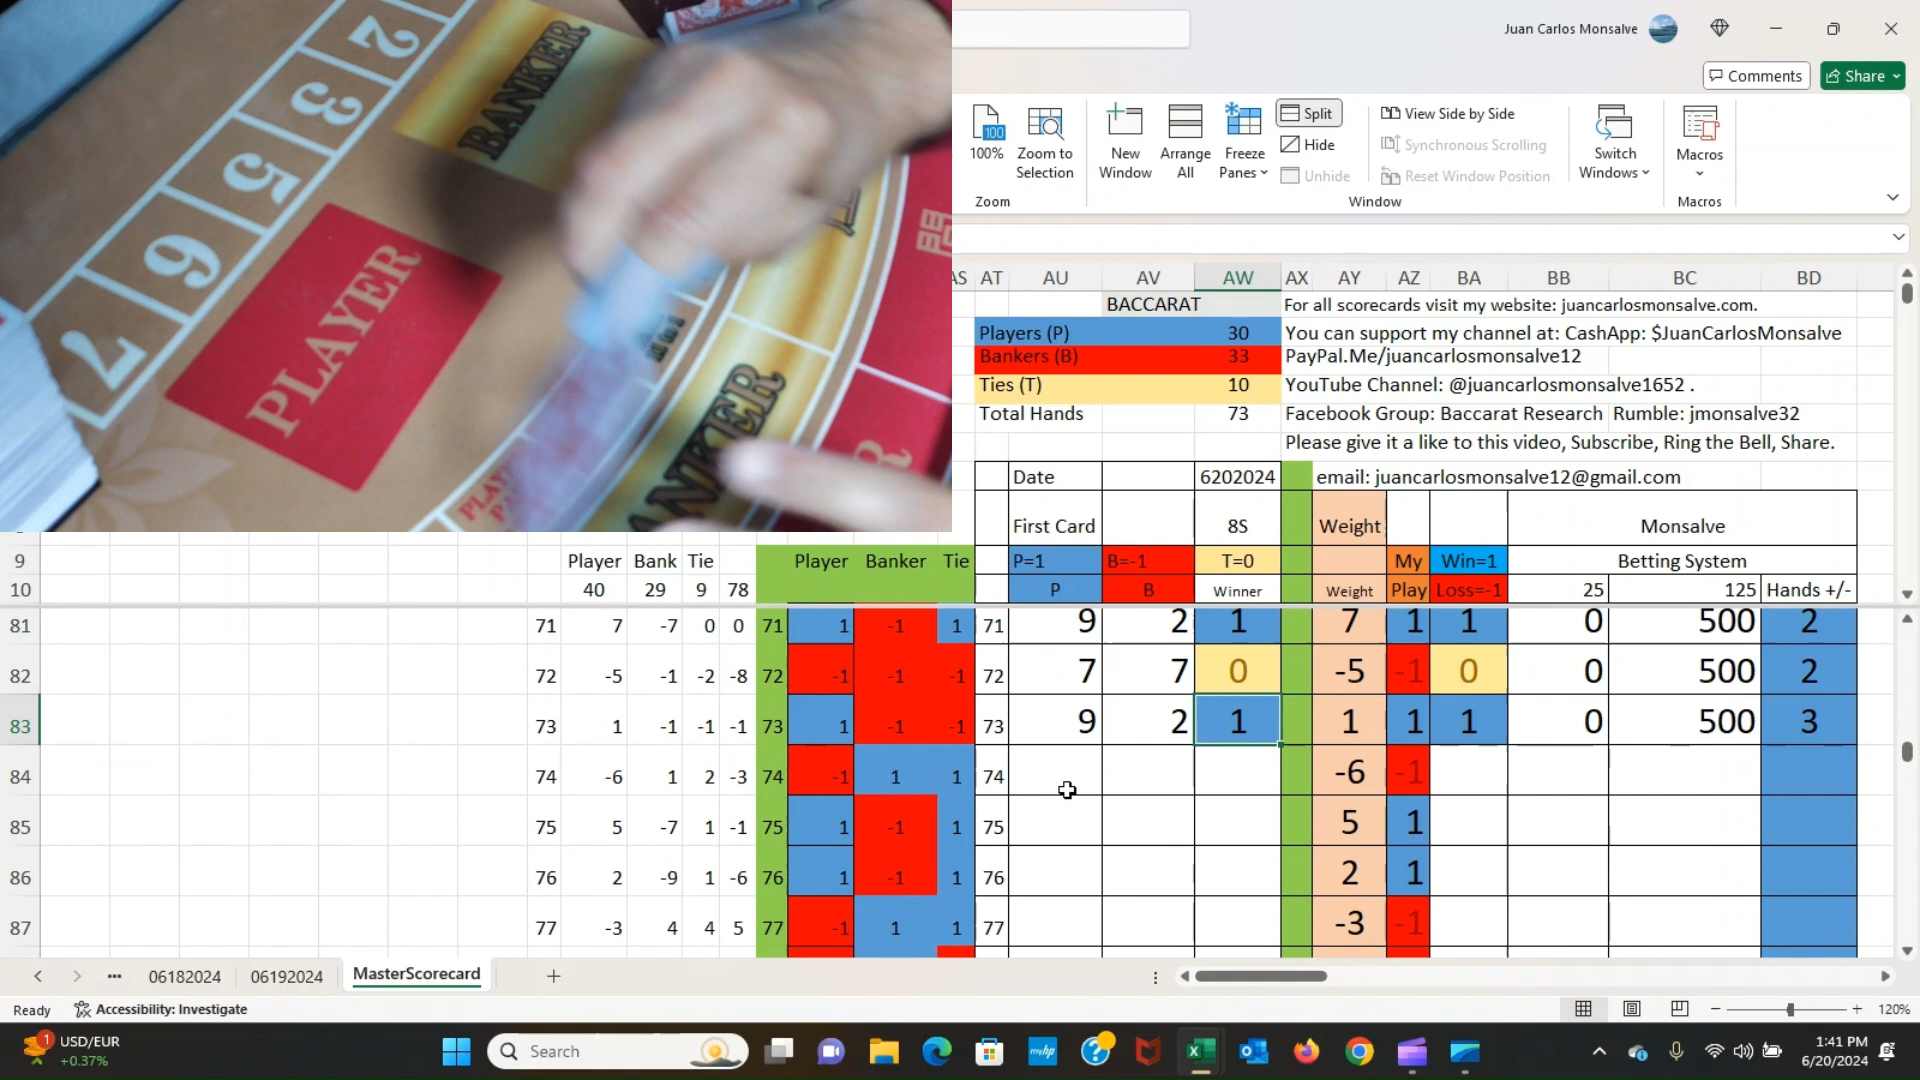 2
3
5
6
7
BANKER
PLAYER
BANKER
Juan Carlos Monsalve
Comments
Share
100
100%
Zoom to Selection
Zoom
New Window
Arrange All
Freeze Panes
Split
Hide
Unhide
View Side by Side
Synchronous Scrolling
Reset Window Position
Window
Switch Windows
Macros
Macros
AS AT AU AV AW AX AY AZ BA BB BC BD
BACCARAT For all scorecards visit my website: juancarlosmonsalve.com.
Players (P) 30 You can support my channel at: CashApp: $JuanCarlosMonsalve
Bankers (B) 33 PayPal.Me/juancarlosmonsalve12
Ties (T) 10 YouTube Channel: @juancarlosmonsalve1652 .
Total Hands 73 Facebook Group: Baccarat Research Rumble: jmonsalve32
Please give it a like to this video, Subscribe, Ring the Bell, Share.
Date 6202024 email: juancarlosmonsalve12@gmail.com
First Card 8S Weight Monsalve
9 Player Bank Tie Player Banker Tie P=1 B=-1 T=0 My Win=1 Betting System
10 40 29 9 78 P B Winner Weight Play Loss=-1 25 125 Hands +/-
81 71 7 -7 0 0 71 1 -1 1 71 9 2 1 7 1 1 0 500 2
82 72 -5 -1 -2 -8 72 -1 -1 -1 72 7 7 0 -5 -1 0 0 500 2
83 73 1 -1 -1 -1 73 1 -1 -1 73 9 2 1 1 1 1 0 500 3
84 74 -6 1 2 -3 74 -1 1 1 74 -6 -1
85 75 5 -7 1 -1 75 1 -1 1 75 5 1
86 76 2 -9 1 -6 76 1 -1 1 76 2 1
87 77 -3 4 4 5 77 -1 1 1 77 -3 -1
06182024 06192024 MasterScorecard
Ready Accessibility: Investigate 120%
1 USD/EUR
+0.37%
Search
myhp
1:41 PM
6/20/2024